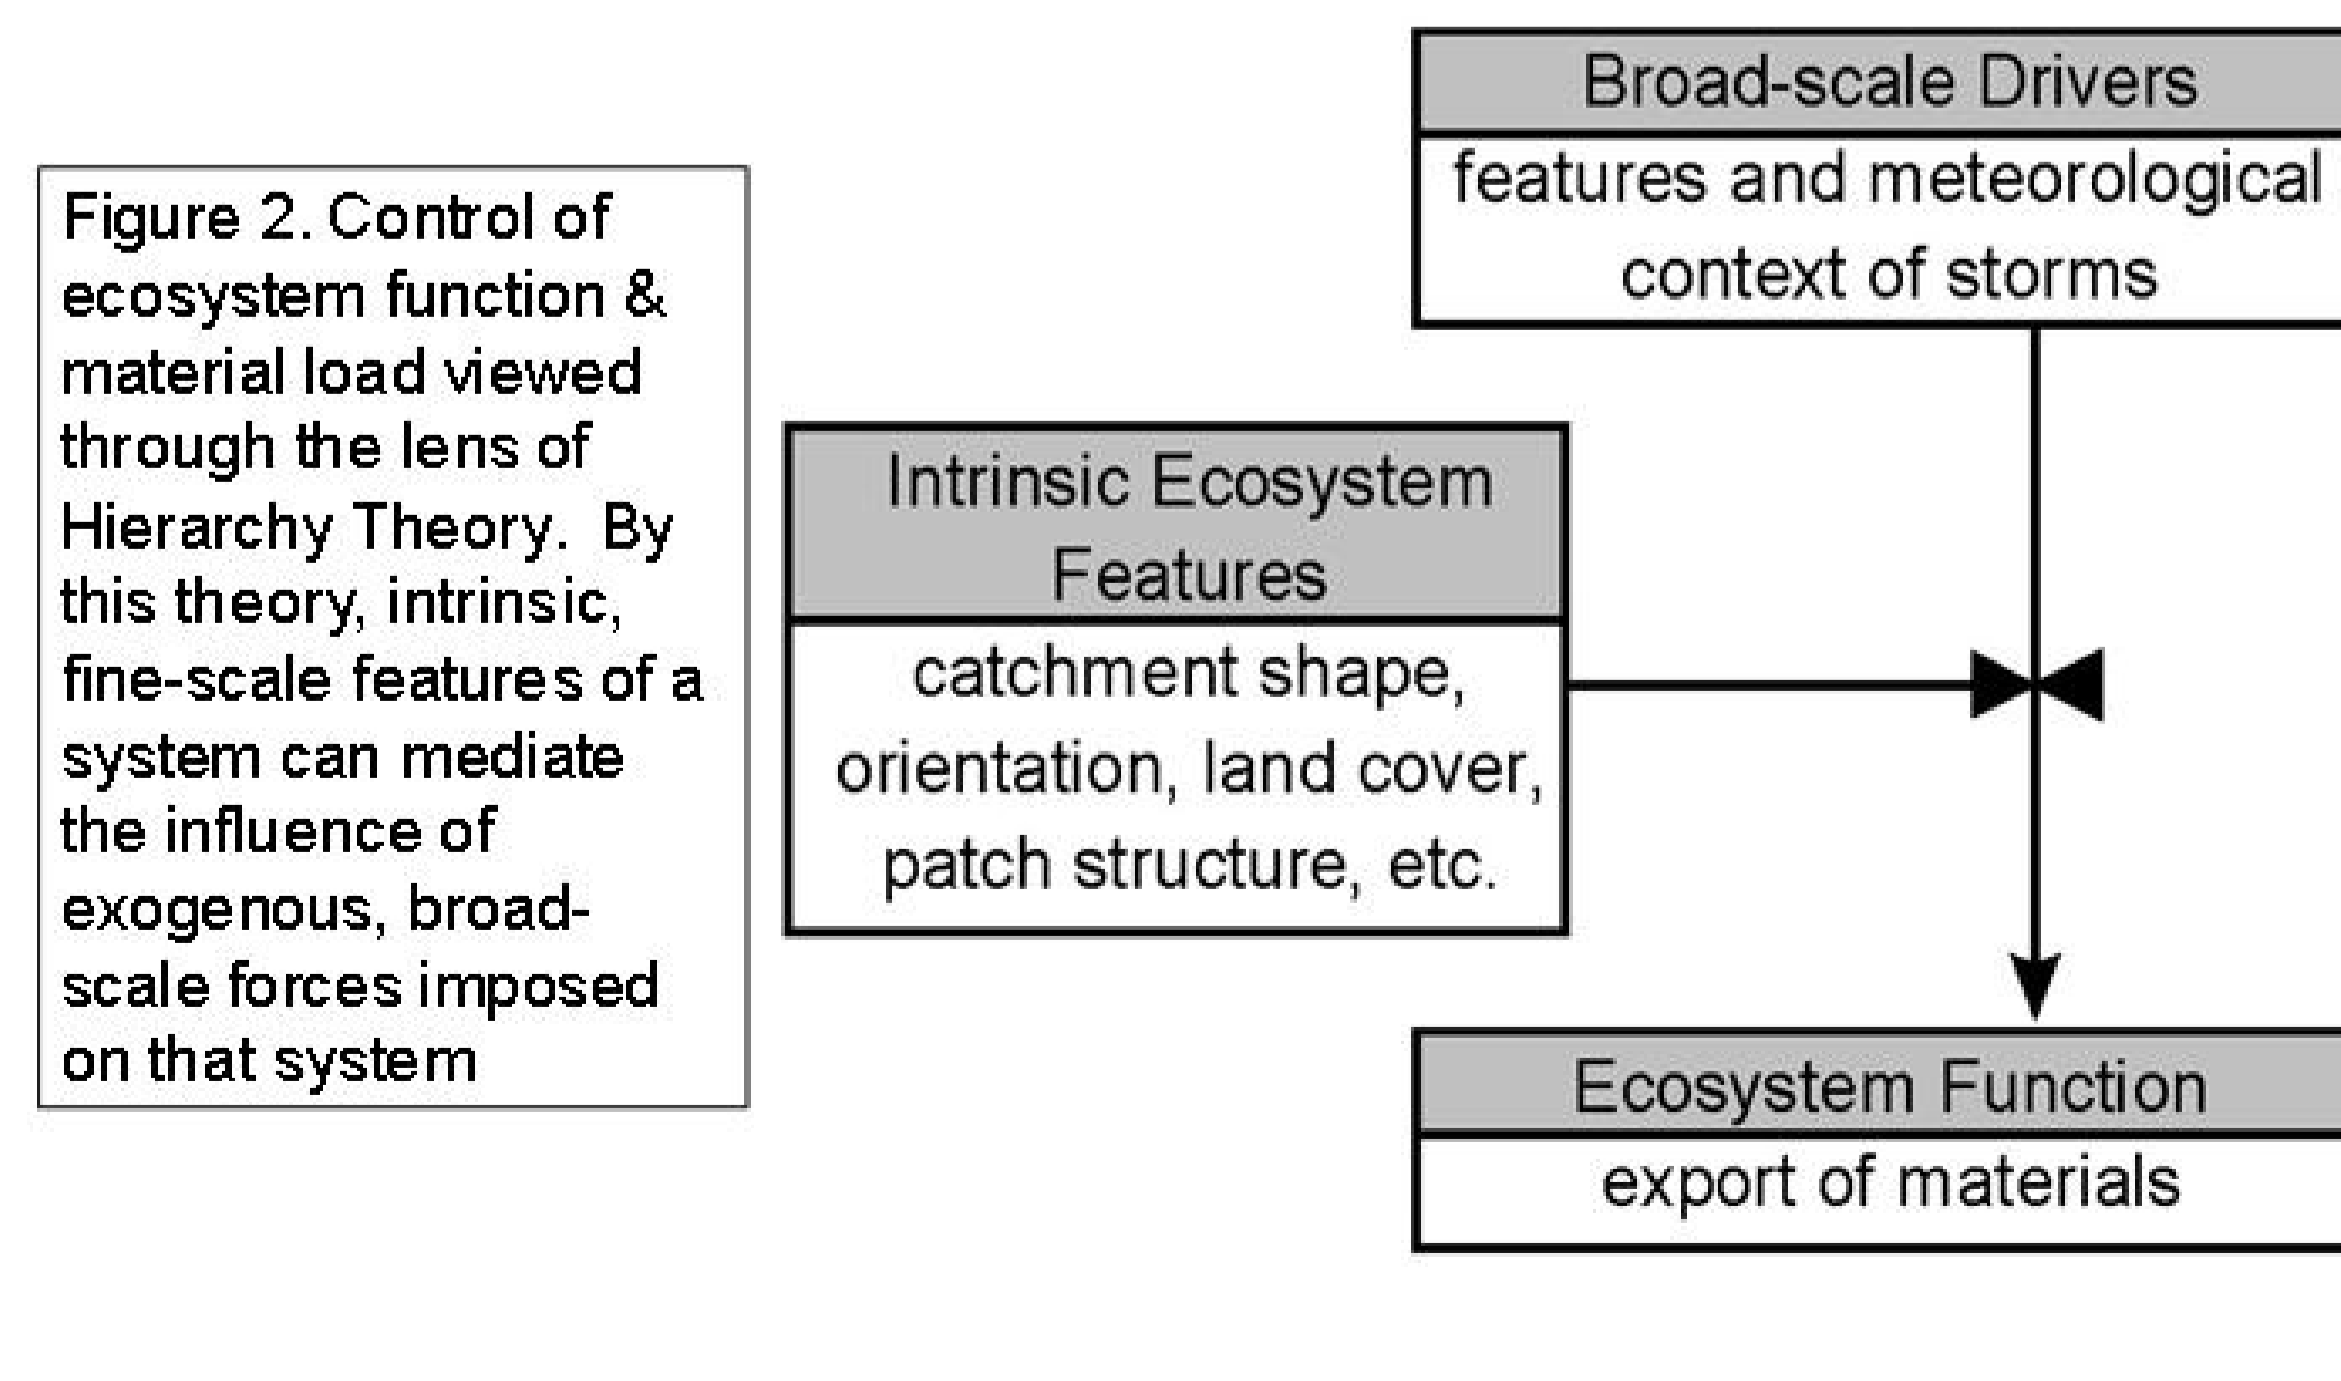 Figure 2. Control of
ecosystem function &
material load viewed
through the lens of
Hierarchy Theory.  By
this theory, intrinsic,
fine-scale features of a
system can mediate
the influence of
exogenous, broad-
scale forces imposed
on that system
Broad-scale Drivers
features and meteorological
context of storms
Intrinsic Ecosystem
Features
catchment shape,
orientation, land cover,
patch structure, etc.
Ecosystem Function
export of materials